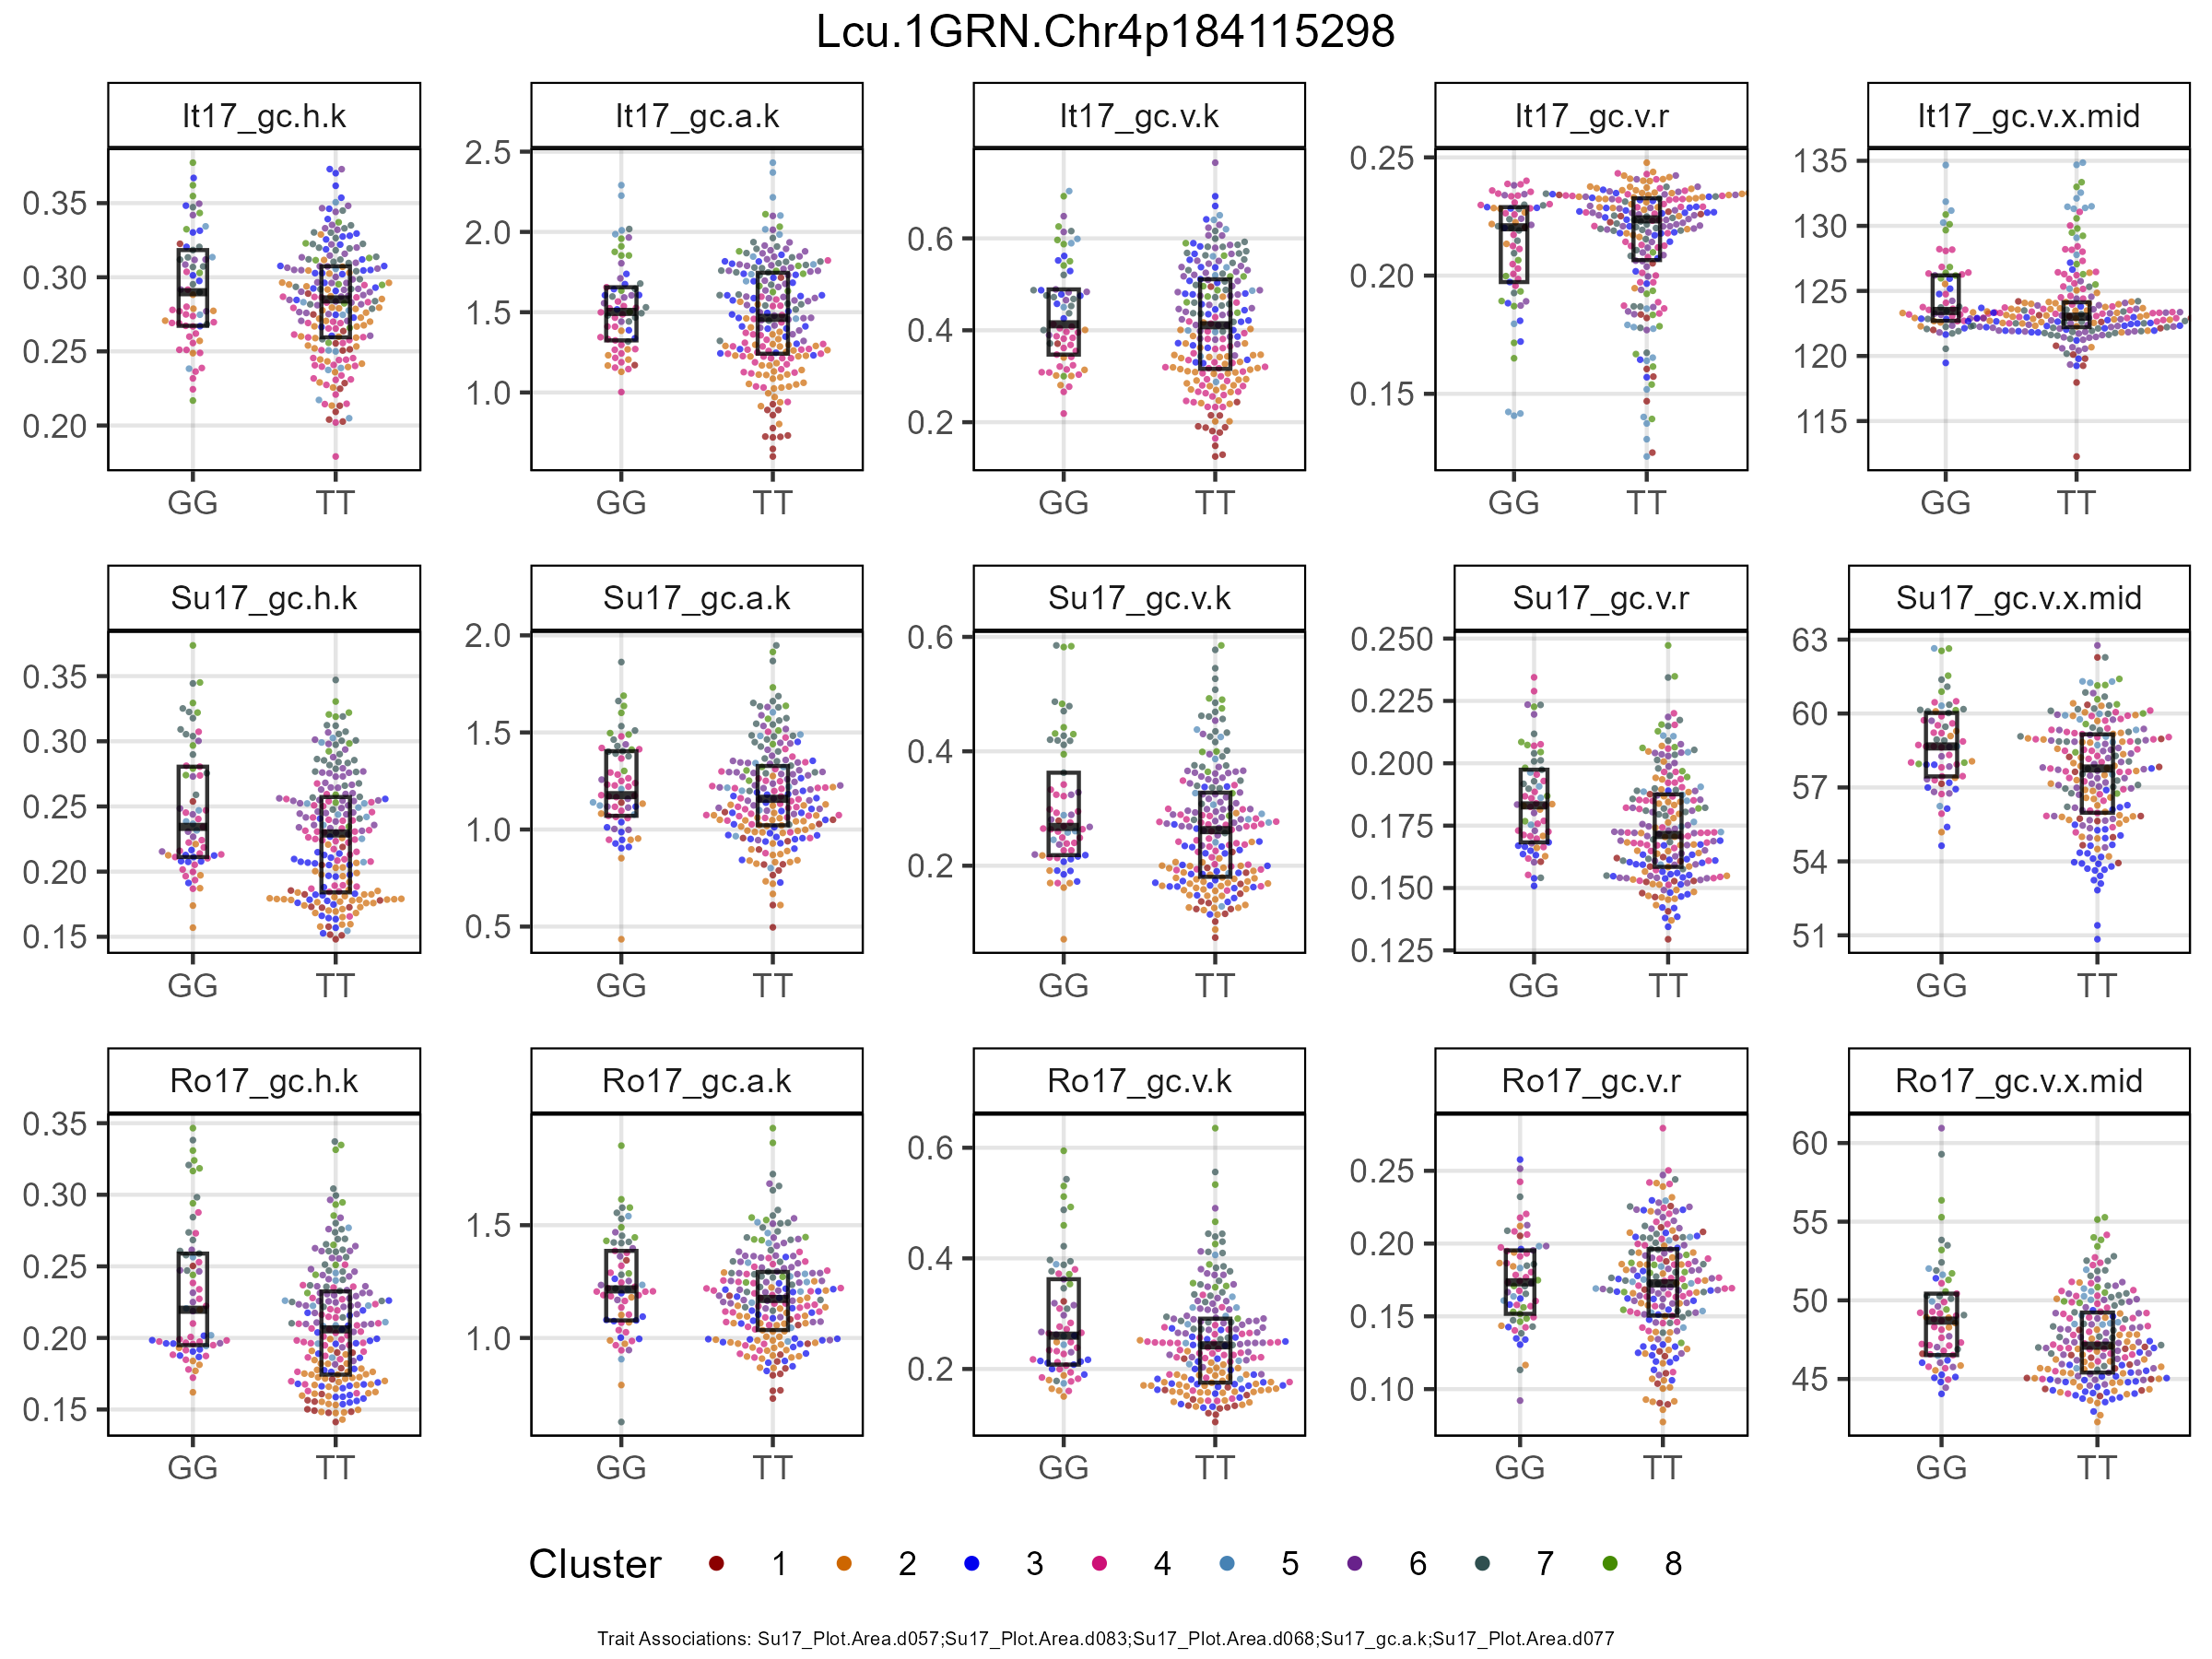 Lcu.1GRN.Chr4p184115298
It17_gc.h.k It17_gc.a.k It17_gc.v.k It17_gc.v.r It17_gc.v.x.mid
0.35 0.30 0.25 0.20
2.5 2.0 1.5 1.0
0.6 0.4 0.2
0.25 0.20 0.15
135 130 125 120 115
GG TT GG TT GG TT GG TT GG TT
Su17_gc.h.k Su17_gc.a.k Su17_gc.v.k Su17_gc.v.r Su17_gc.v.x.mid
0.35 0.30 0.25 0.20 0.15
2.0 1.5 1.0 0.5
0.6 0.4 0.2
0.250 0.225 0.200 0.175 0.150 0.125
63 60 57 54 51
GG TT GG TT GG TT GG TT GG TT
Ro17_gc.h.k Ro17_gc.a.k Ro17_gc.v.k Ro17_gc.v.r Ro17_gc.v.x.mid
0.35 0.30 0.25 0.20 0.15
1.5 1.0
0.6 0.4 0.2
0.25 0.20 0.15 0.10
60 55 50 45
GG TT GG TT GG TT GG TT GG TT
Cluster 1 2 3 4 5 6 7 8
Trait Associations: Su17_Plot.Area.d057;Su17_Plot.Area.d083;Su17_Plot.Area.d068;Su17_gc.a.k;Su17_Plot.Area.d077